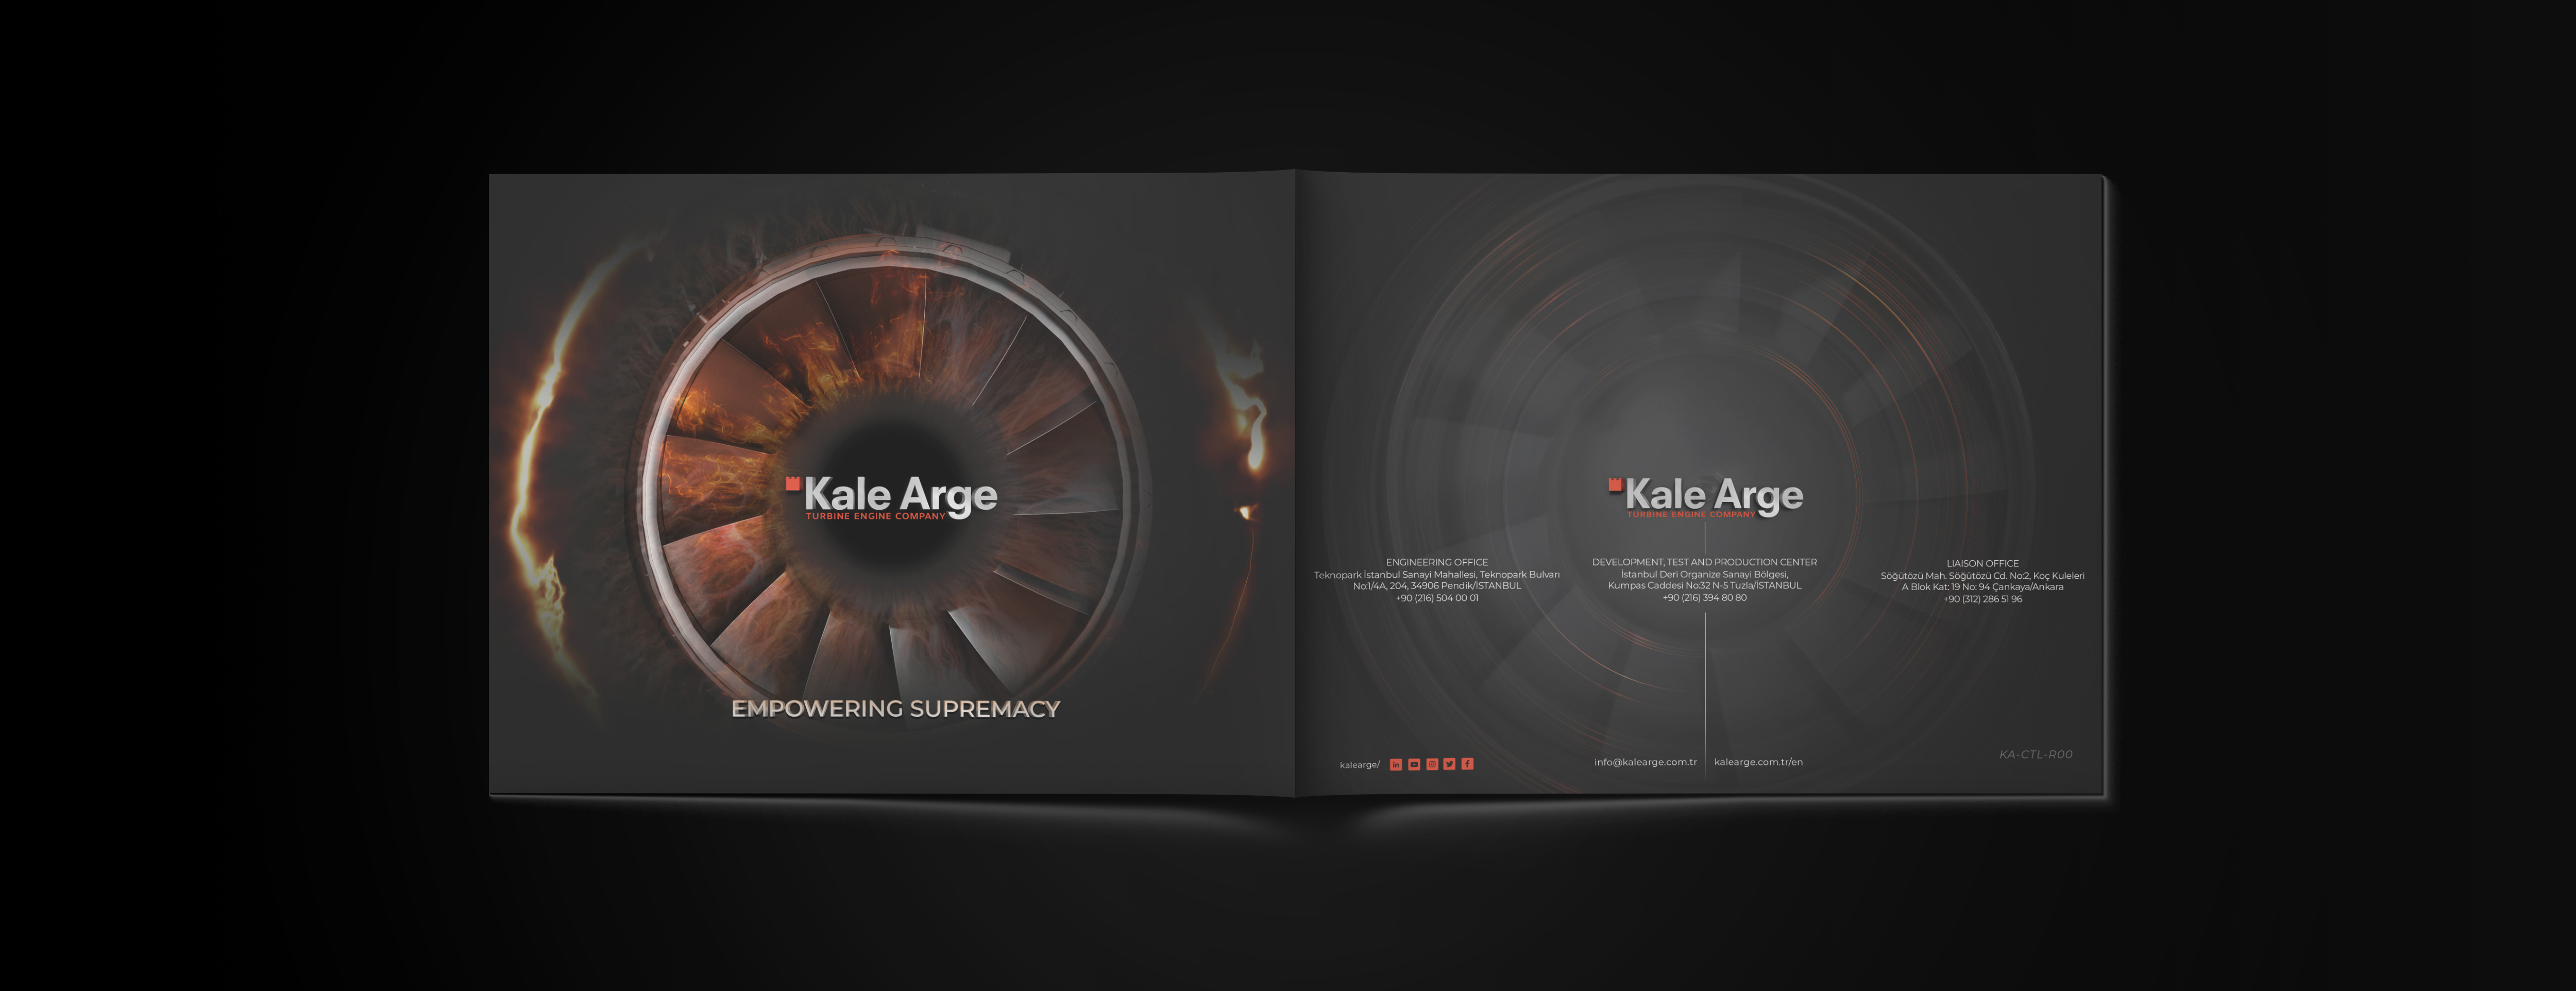 Kale Arge
TURBINE ENGINE COMPANY
EMPOWERING SUPREMACY
Kale Arge
TURBINE ENGINE COMPANY
ENGINEERING OFFICE
Teknopark İstanbul Sanayi Mahallesi, Teknopark Bulvarı
No:1/4A, 204, 34906 Pendik/İSTANBUL
+90 (216) 504 00 01
DEVELOPMENT, TEST AND PRODUCTION CENTER
İstanbul Deri Organize Sanayi Bölgesi,
Kumpas Caddesi No:32 N-5 Tuzla/İSTANBUL
+90 (216) 394 80 80
LIAISON OFFICE
Söğütözü Mah. Söğütözü Cd. No:2, Koç Kuleleri
A Blok Kat: 19 No: 94 Çankaya/Ankara
+90 (312) 286 51 96
kalearge/
info@kalearge.com.tr
kalearge.com.tr/en
KA-CTL-R00